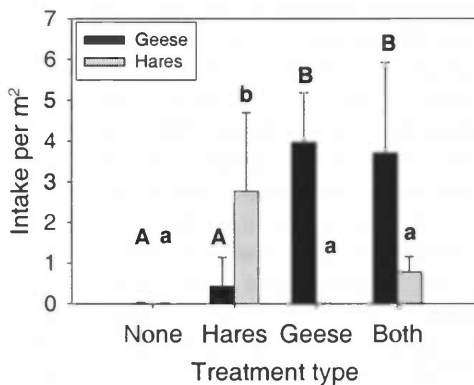 7
6
5
4
3
2
1
0
Intake per m²
Geese
Hares
A a
A
b
B
a
B
a
None Hares Geese Both
Treatment type